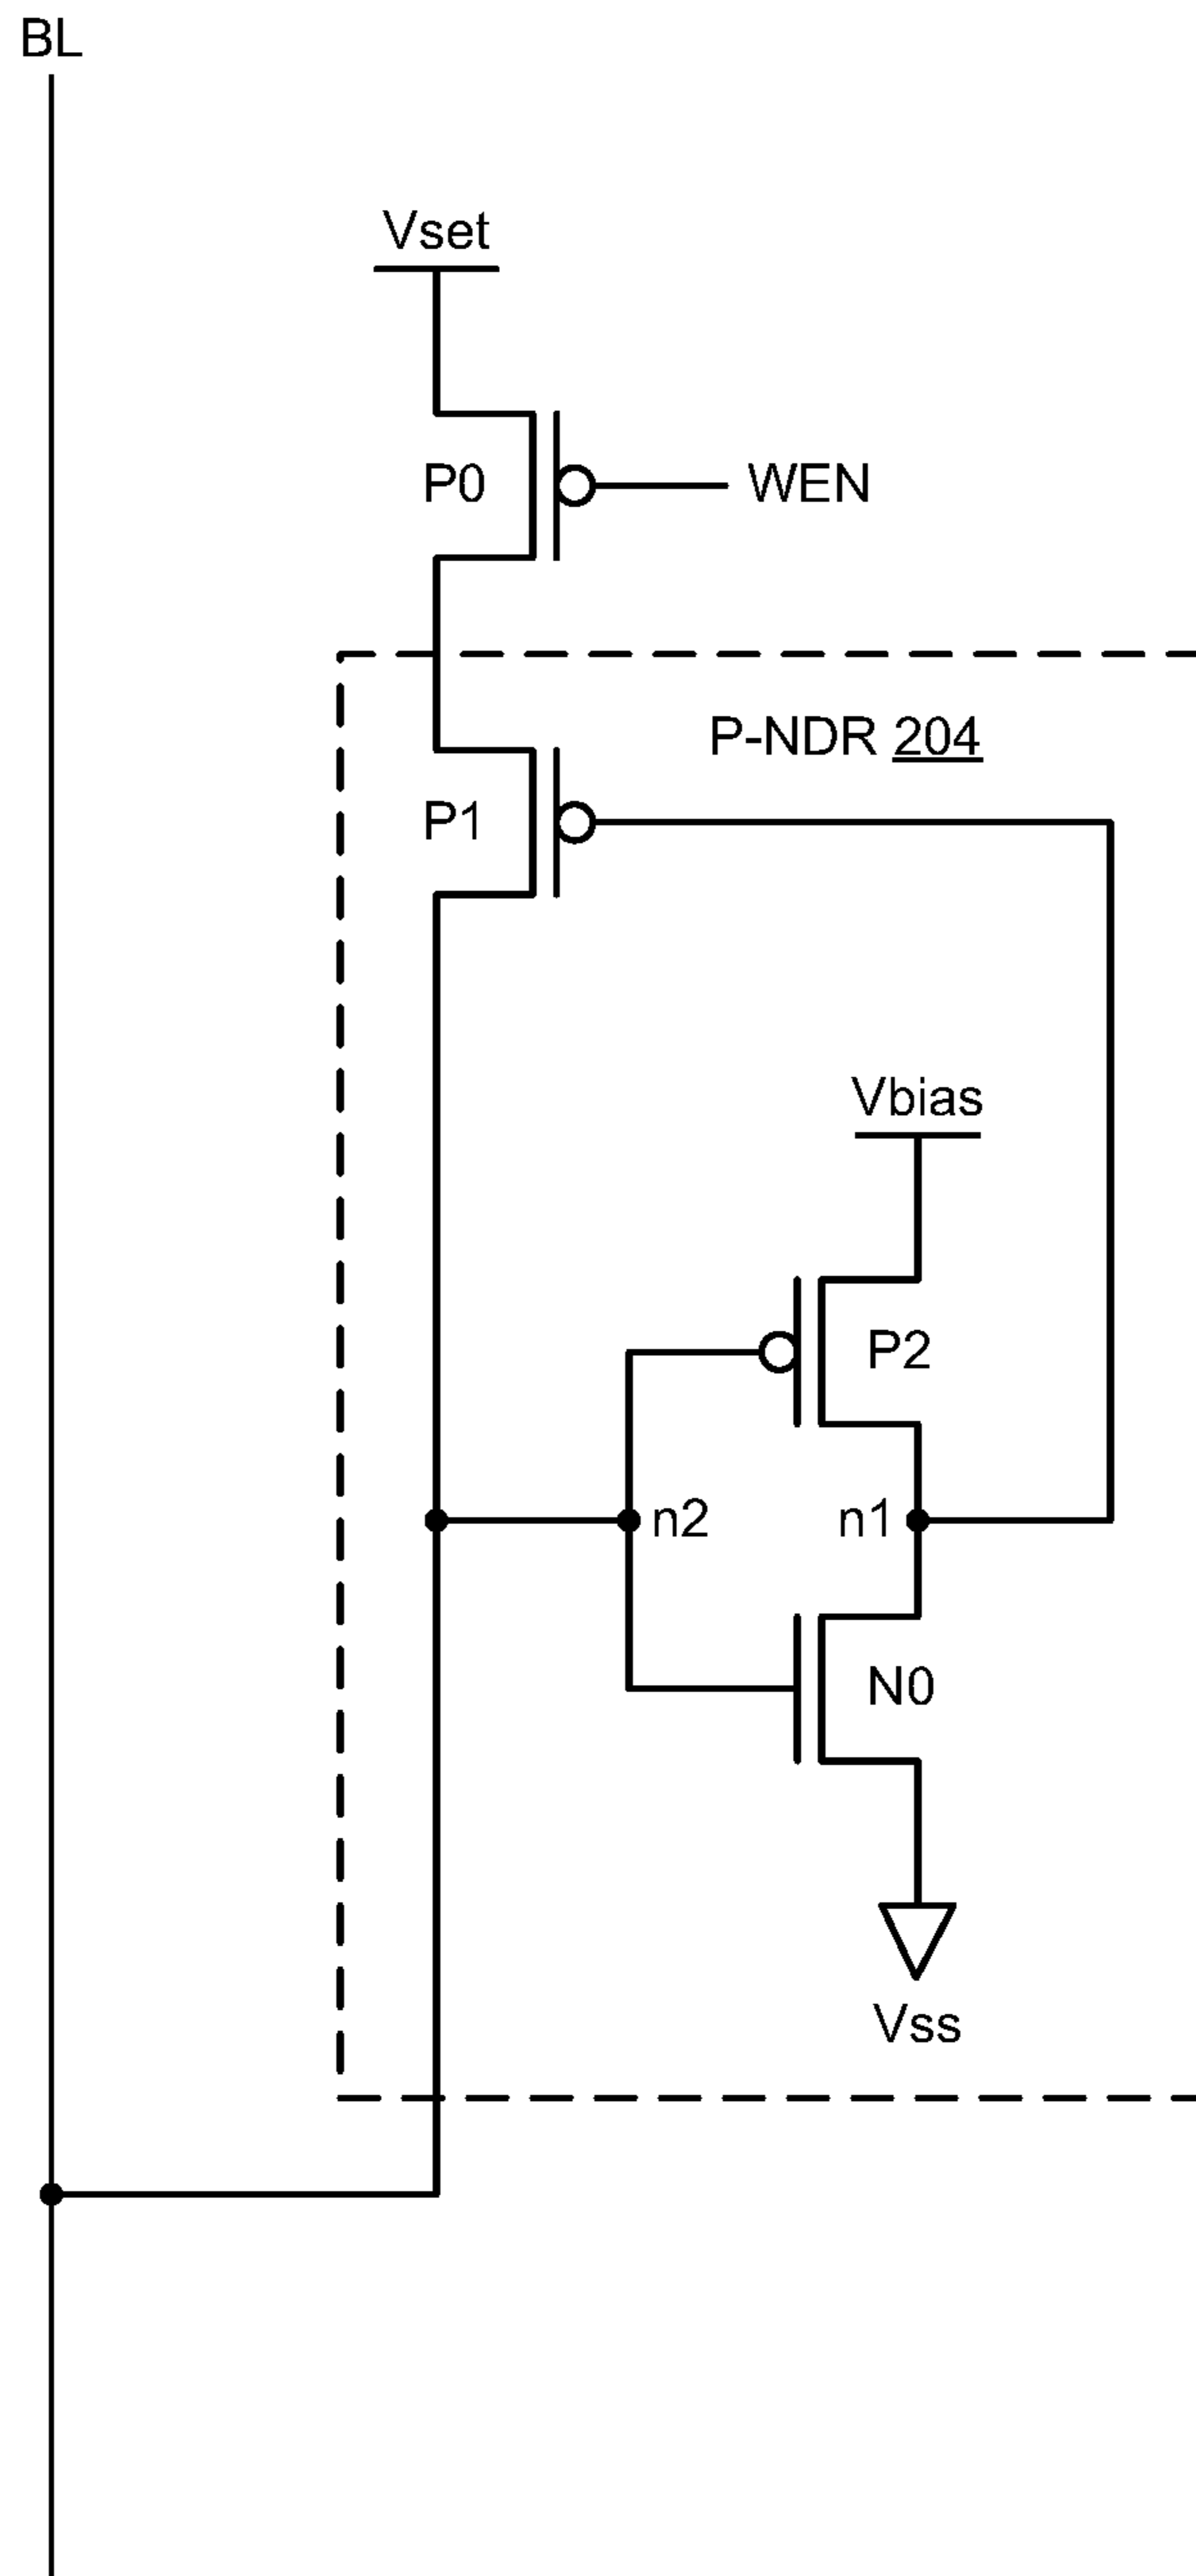 BL
Vset
P0
WEN
P-NDR 204
P1
Vbias
P2
n2
n1
N0
Vss